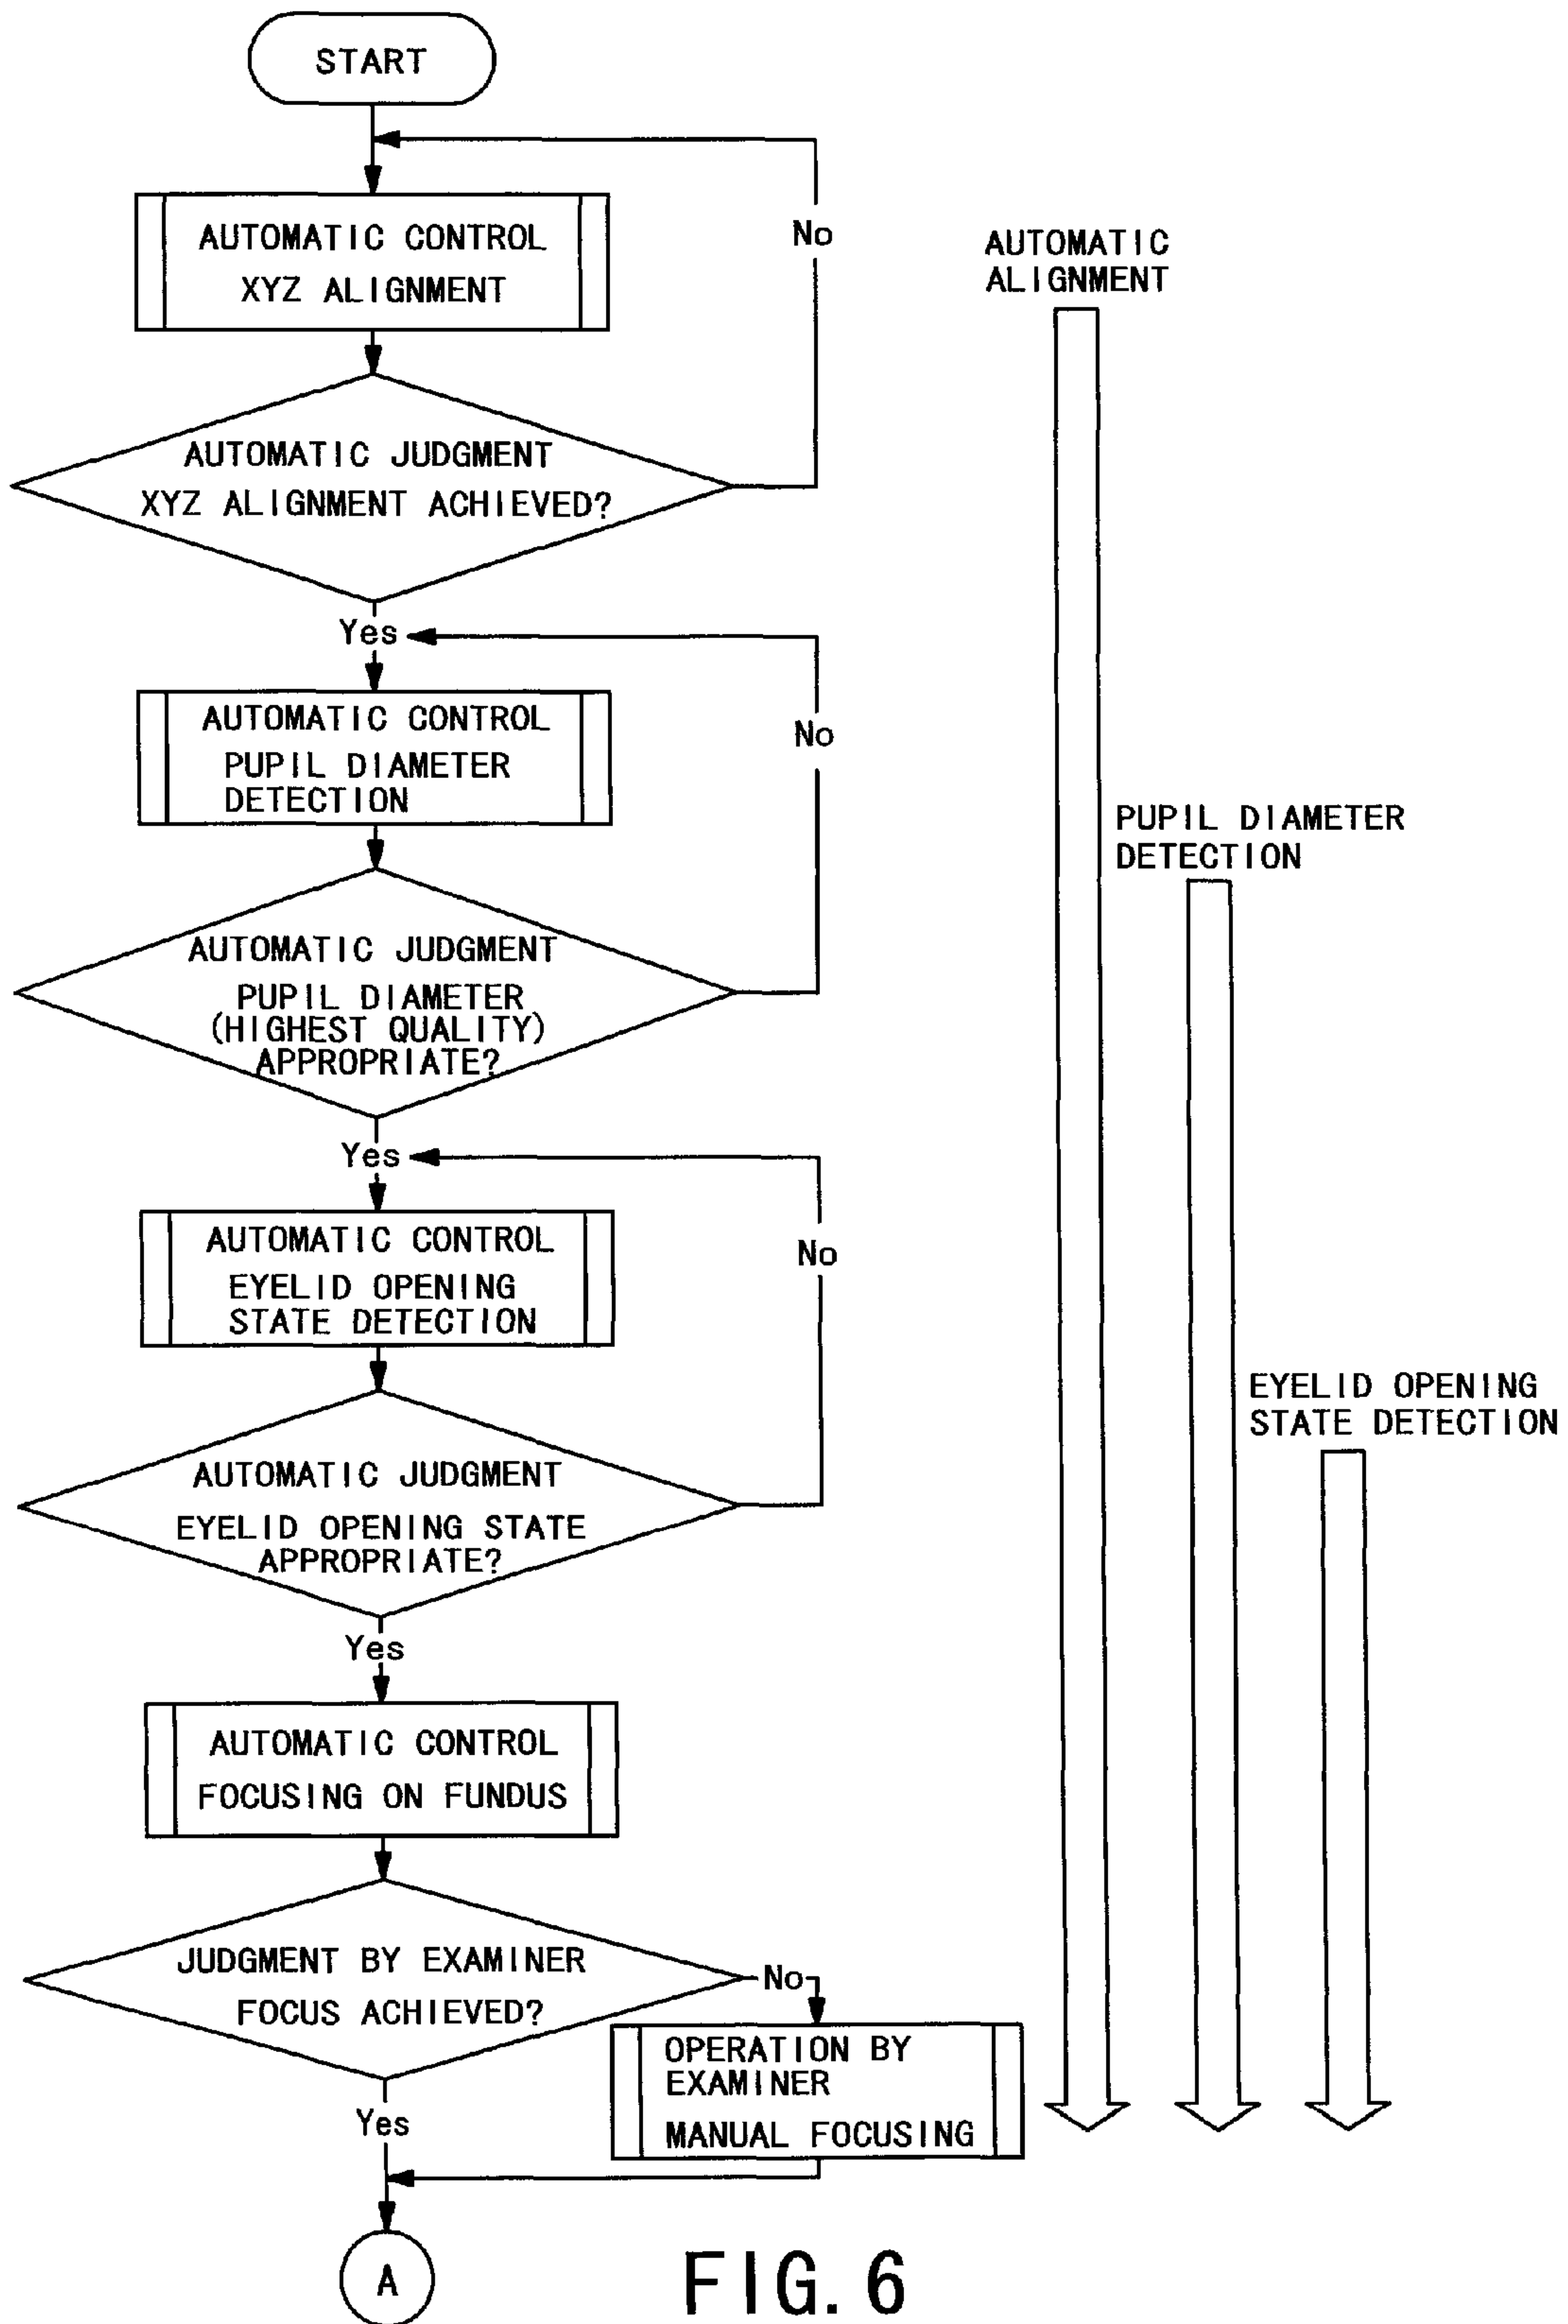 START
AUTOMATIC CONTROL
XYZ ALIGNMENT
No
AUTOMATIC JUDGMENT
XYZ ALIGNMENT ACHIEVED?
Yes
AUTOMATIC CONTROL
PUPIL DIAMETER
DETECTION
No
AUTOMATIC JUDGMENT
PUPIL DIAMETER
(HIGHEST QUALITY)
APPROPRIATE?
Yes
AUTOMATIC CONTROL
EYELID OPENING
STATE DETECTION
No
AUTOMATIC JUDGMENT
EYELID OPENING STATE
APPROPRIATE?
Yes
AUTOMATIC CONTROL
FOCUSING ON FUNDUS
JUDGMENT BY EXAMINER
FOCUS ACHIEVED?
No
OPERATION BY
EXAMINER
MANUAL FOCUSING
Yes
A
AUTOMATIC
ALIGNMENT
PUPIL DIAMETER
DETECTION
EYELID OPENING
STATE DETECTION
FIG. 6